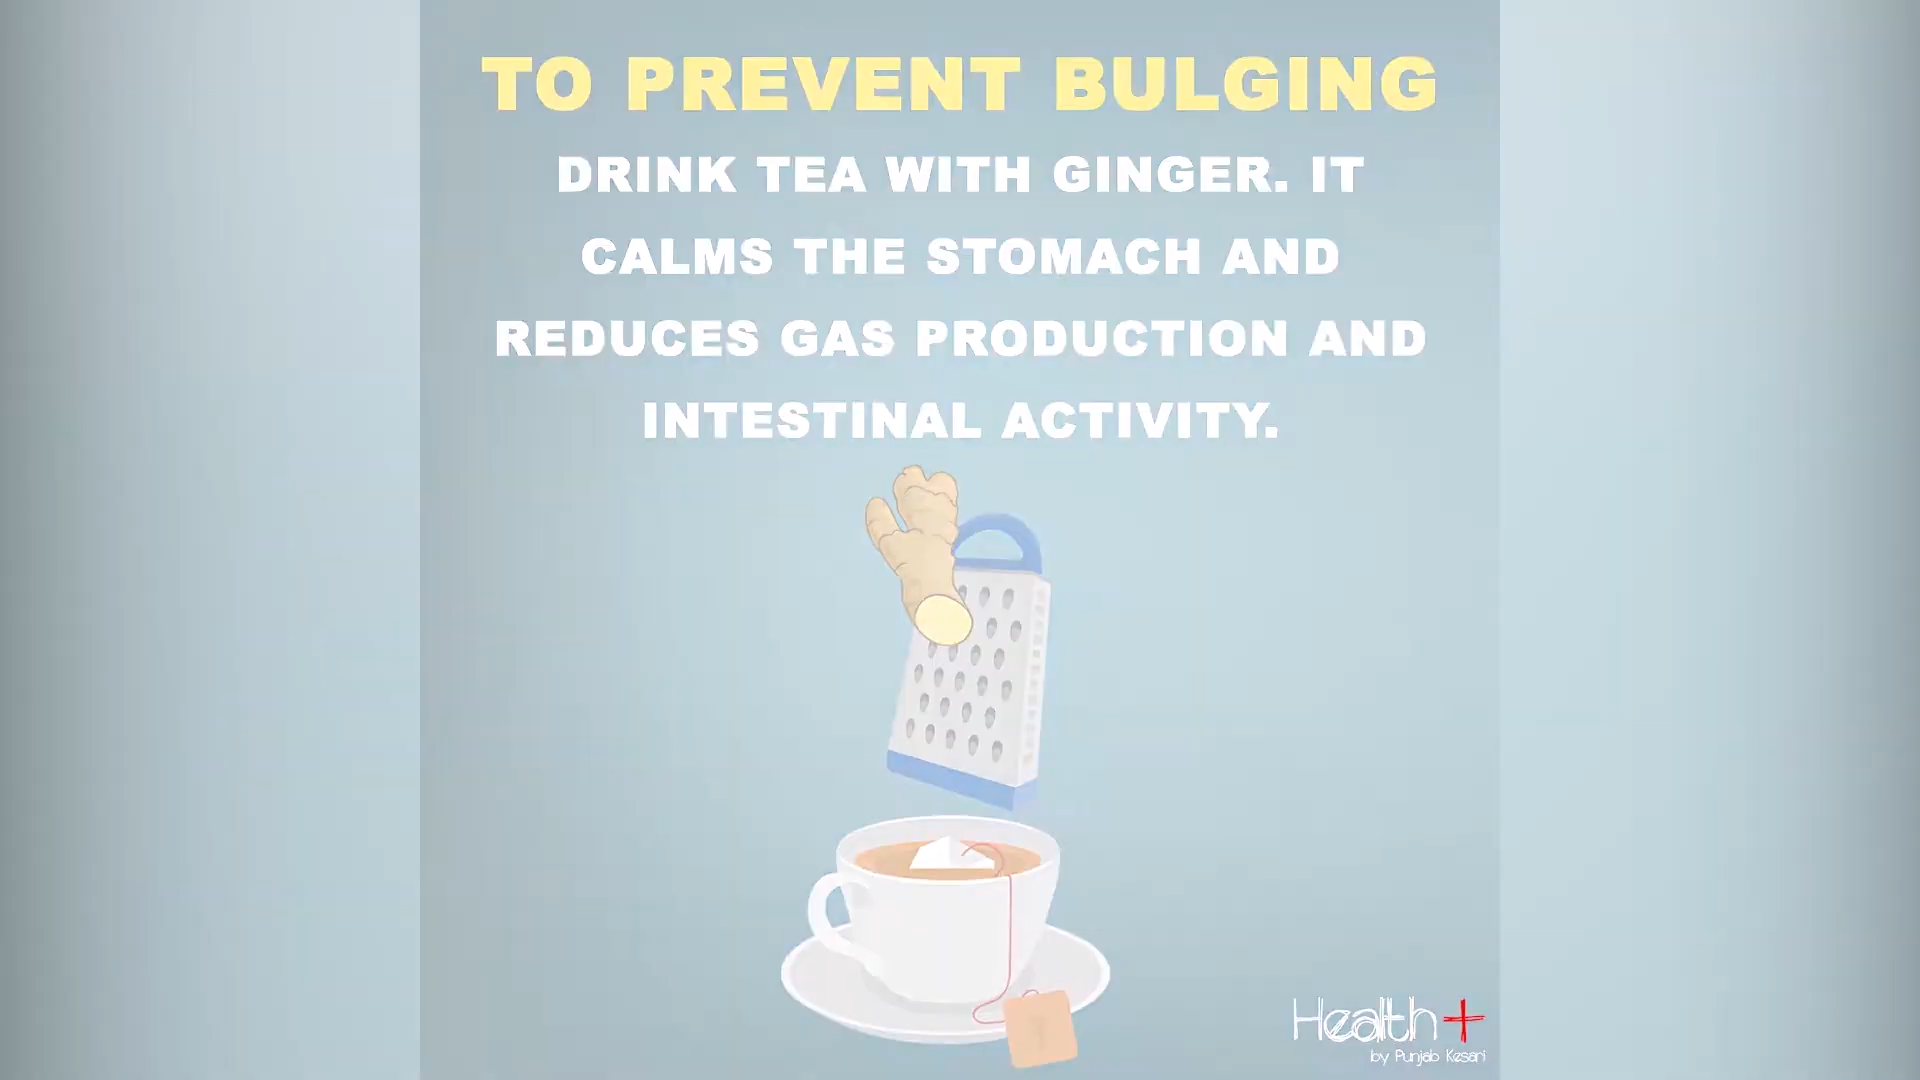 TO PREVENT BULGING
DRINK TEA WITH GINGER. IT
CALMS THE STOMACH AND
REDUCES GAS PRODUCTION AND
INTESTINAL ACTIVITY.
Health+
by Punjab Kesari